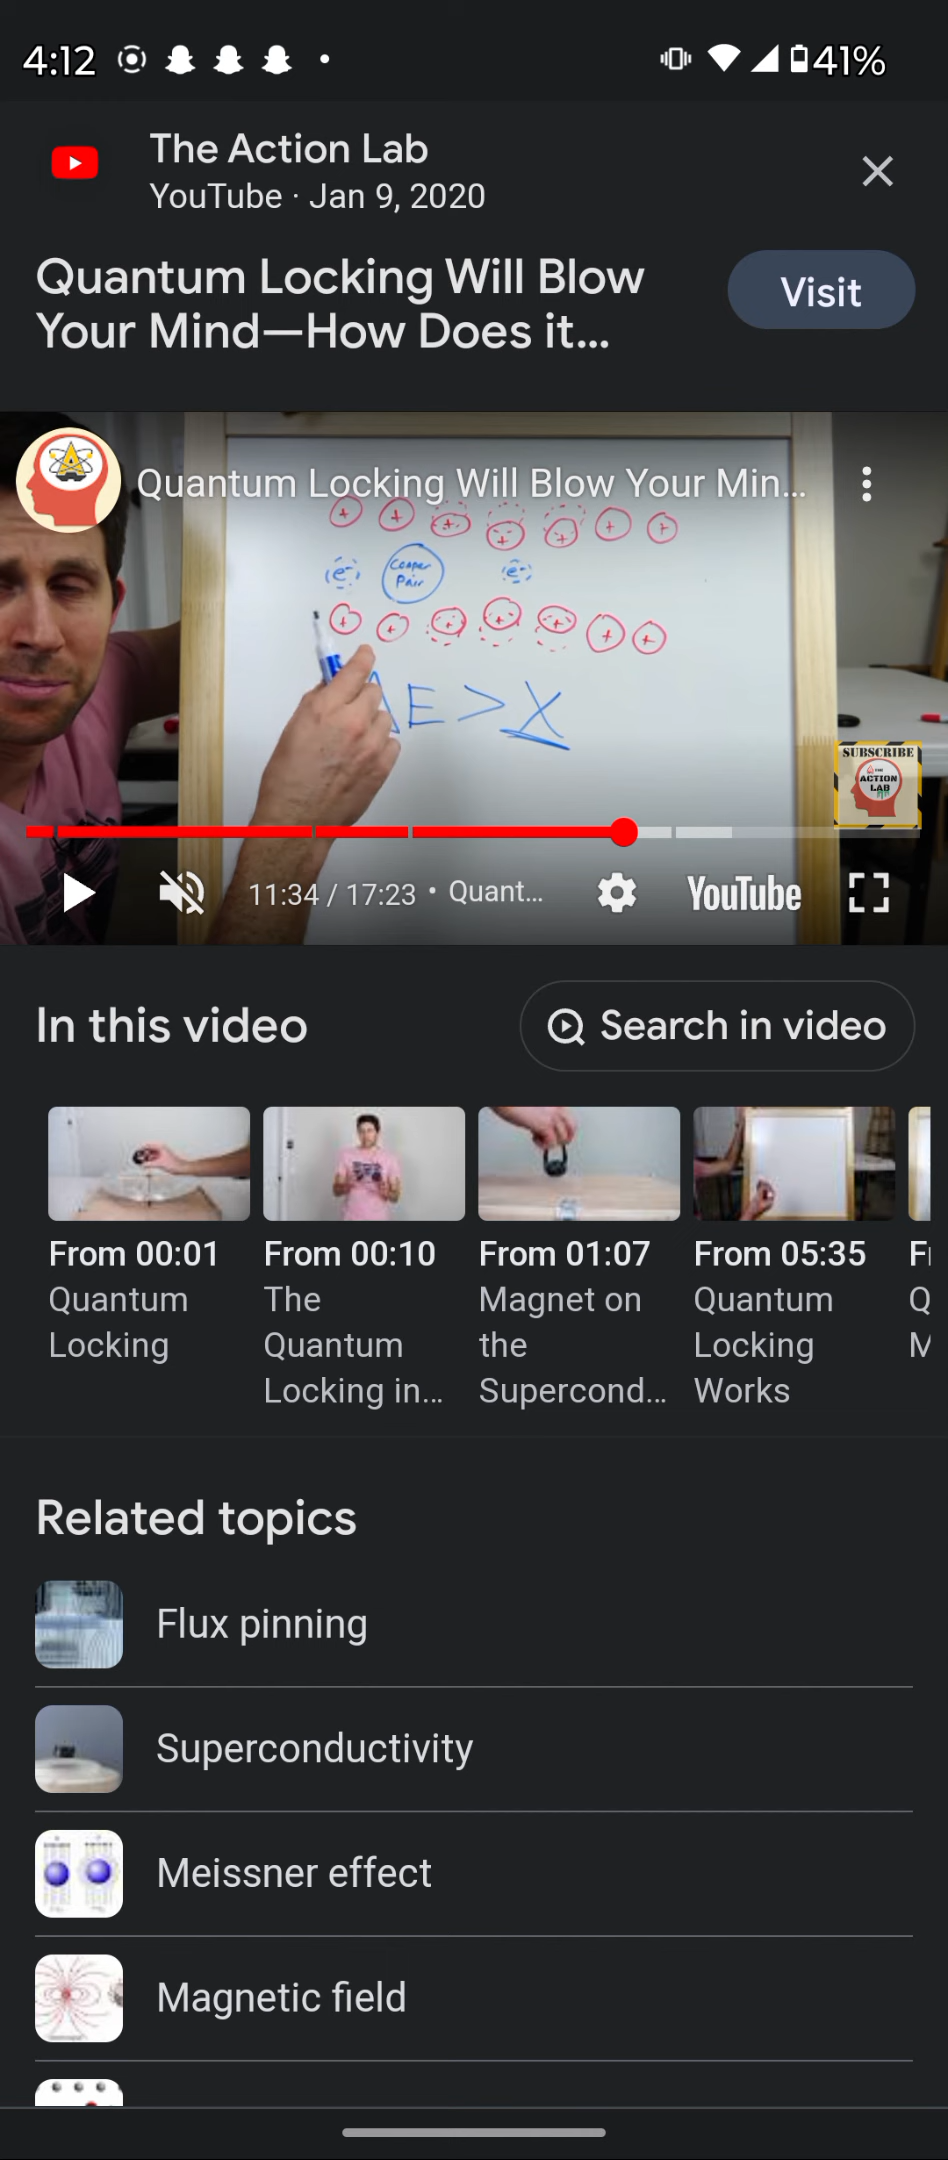 4:12
41%
The Action Lab
YouTube · Jan 9, 2020
Quantum Locking Will Blow
Your Mind—How Does it...
Visit
Quantum Locking Will Blow Your Min...
+ + + + + + +
e⁻ Cooper Pair e⁻
+ + + + + + +
ΔE > X
SUBSCRIBE
THE
ACTION
LAB
11:34 / 17:23 • Quant...
YouTube
In this video
Search in video
From 00:01
Quantum
Locking
From 00:10
The
Quantum
Locking in...
From 01:07
Magnet on
the
Supercond...
From 05:35
Quantum
Locking
Works
Related topics
Flux pinning
Superconductivity
Meissner effect
Magnetic field